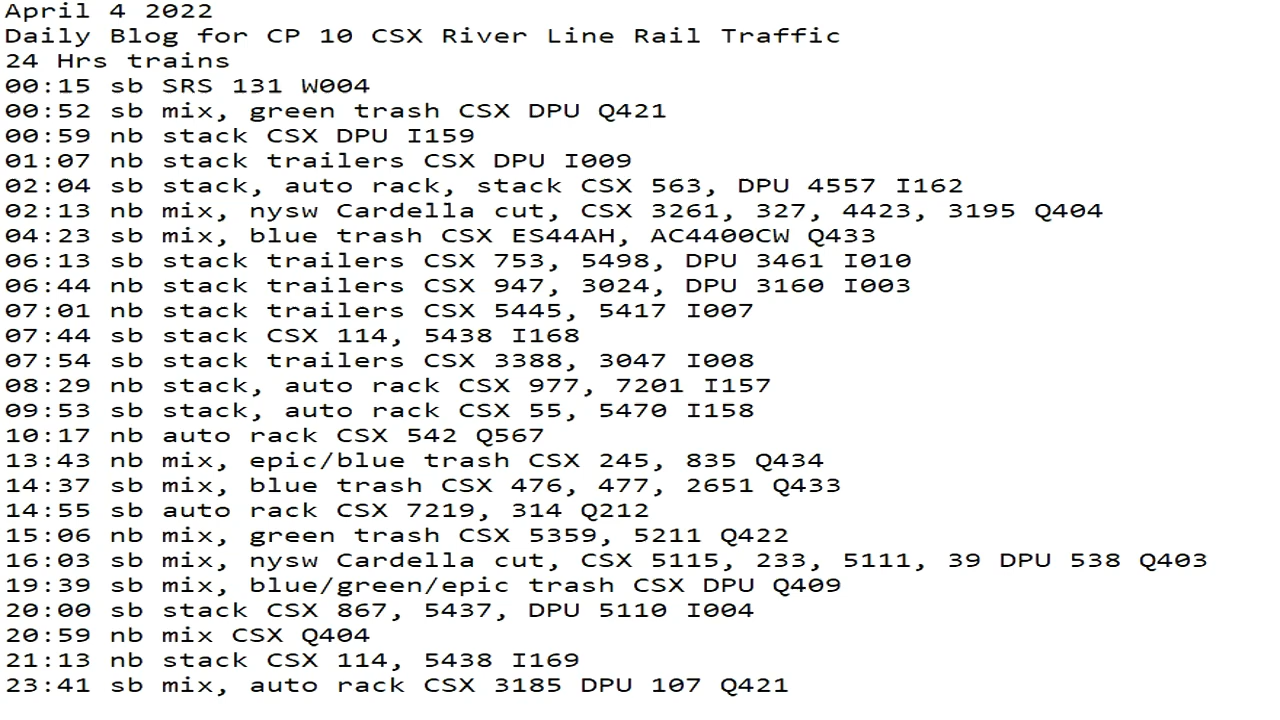 April 4 2022
Daily Blog for CP 10 CSX River Line Rail Traffic
24 Hrs trains
00:15 sb SRS 131 W004
00:52 sb mix, green trash CSX DPU Q421
00:59 nb stack CSX DPU I159
01:07 nb stack trailers CSX DPU I009
02:04 sb stack, auto rack, stack CSX 563, DPU 4557 I162
02:13 nb mix, nysw Cardella cut, CSX 3261, 327, 4423, 3195 Q404
04:23 sb mix, blue trash CSX ES44AH, AC4400CW Q433
06:13 sb stack trailers CSX 753, 5498, DPU 3461 I010
06:44 nb stack trailers CSX 947, 3024, DPU 3160 I003
07:01 nb stack trailers CSX 5445, 5417 I007
07:44 sb stack CSX 114, 5438 I168
07:54 sb stack trailers CSX 3388, 3047 I008
08:29 nb stack, auto rack CSX 977, 7201 I157
09:53 sb stack, auto rack CSX 55, 5470 I158
10:17 nb auto rack CSX 542 Q567
13:43 nb mix, epic/blue trash CSX 245, 835 Q434
14:37 sb mix, blue trash CSX 476, 477, 2651 Q433
14:55 sb auto rack CSX 7219, 314 Q212
15:06 nb mix, green trash CSX 5359, 5211 Q422
16:03 sb mix, nysw Cardella cut, CSX 5115, 233, 5111, 39 DPU 538 Q403
19:39 sb mix, blue/green/epic trash CSX DPU Q409
20:00 sb stack CSX 867, 5437, DPU 5110 I004
20:59 nb mix CSX Q404
21:13 nb stack CSX 114, 5438 I169
23:41 sb mix, auto rack CSX 3185 DPU 107 Q421